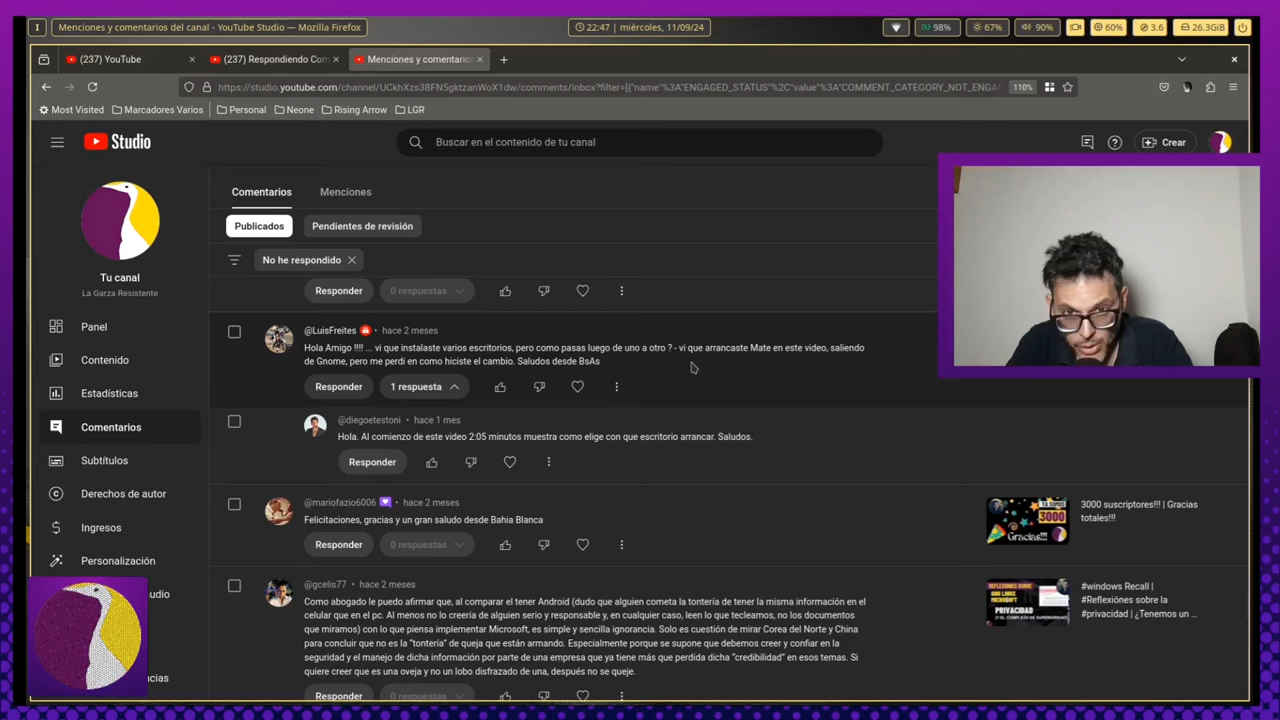 I
Menciones y comentarios del canal - YouTube Studio — Mozilla Firefox
22:47 | miércoles, 11/09/24
98%
67%
90%
60%
3.6
26.3GiB
(237) YouTube
(237) Respondiendo Com
Menciones y comentarios
https://studio.youtube.com/channel/UCkhXzs38FN5gktzanWoX1dw/comments/inbox?filter=[{"name"%3A"ENGAGED_STATUS"%2C"value"%3A"COMMENT_CATEGORY_NOT_ENGA
110%
Most Visited
Marcadores Varios
Personal
Neone
Rising Arrow
LGR
Studio
Buscar en el contenido de tu canal
Crear
Tu canal
La Garza Resistente
Panel
Contenido
Estadísticas
Comentarios
Subtítulos
Derechos de autor
Ingresos
Personalización
udio
ncias
Comentarios
Menciones
Publicados
Pendientes de revisión
No he respondido
Responder
0 respuestas
@LuisFreites
• hace 2 meses
Hola Amigo !!!! ... vi que instalaste varios escritorios, pero como pasas luego de uno a otro ? - vi que arrancaste Mate en este video, saliendo
de Gnome, pero me perdi en como hiciste el cambio. Saludos desde BsAs
Responder
1 respuesta
@diegoetestoni • hace 1 mes
Hola. Al comienzo de este video 2:05 minutos muestra como elige con que escritorio arrancar. Saludos.
Responder
@mariofazio6006
• hace 2 meses
Felicitaciones, gracias y un gran saludo desde Bahia Blanca
Responder
0 respuestas
YA SOMOS
3000
Gracias!!!
3000 suscriptores!!! | Gracias
totales!!!
@gcelis77 • hace 2 meses
Como abogado le puedo afirmar que, al comparar el tener Android (dudo que alguien cometa la tontería de tener la misma información en el
celular que en el pc. Al menos no lo creería de alguien serio y responsable y, en cualquier caso, leen lo que tecleamos, no los documentos
que miramos) con lo que piensa implementar Microsoft, es simple y sencilla ignorancia. Solo es cuestión de mirar Corea del Norte y China
para concluir que no es la "tontería" de queja que están armando. Especialmente porque se supone que debemos creer y confiar en la
seguridad y el manejo de dicha información por parte de una empresa que ya tiene más que perdida dicha "credibilidad" en esos temas. Si
quiere creer que es una oveja y no un lobo disfrazado de una, después no se queje.
Responder
0 respuestas
REFLEXIONES SOBRE
PRIVACIDAD
#windows Recall |
#Reflexiónes sobre la
#privacidad | ¿Tenemos un ...